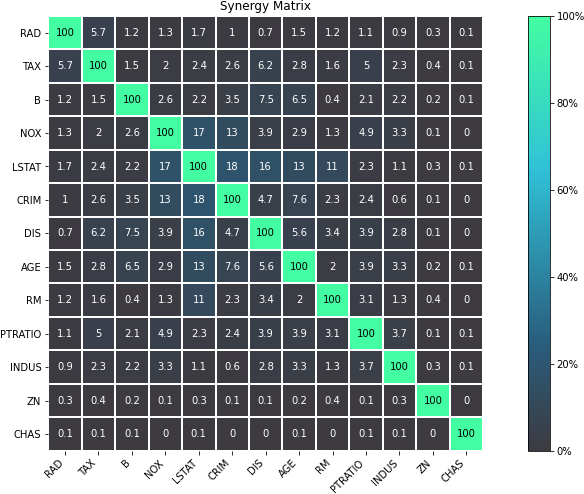 Synergy Matrix
RAD 100 5.7 1.2 1.3 1.7 1 0.7 1.5 1.2 1.1 0.9 0.3 0.1
TAX 5.7 100 1.5 2 2.4 2.6 6.2 2.8 1.6 5 2.3 0.4 0.1
B 1.2 1.5 100 2.6 2.2 3.5 7.5 6.5 0.4 2.1 2.2 0.2 0.1
NOX 1.3 2 2.6 100 17 13 3.9 2.9 1.3 4.9 3.3 0.1 0
LSTAT 1.7 2.4 2.2 17 100 18 16 13 11 2.3 1.1 0.3 0.1
CRIM 1 2.6 3.5 13 18 100 4.7 7.6 2.3 2.4 0.6 0.1 0
DIS 0.7 6.2 7.5 3.9 16 4.7 100 5.6 3.4 3.9 2.8 0.1 0
AGE 1.5 2.8 6.5 2.9 13 7.6 5.6 100 2 3.9 3.3 0.2 0.1
RM 1.2 1.6 0.4 1.3 11 2.3 3.4 2 100 3.1 1.3 0.4 0
PTRATIO 1.1 5 2.1 4.9 2.3 2.4 3.9 3.9 3.1 100 3.7 0.1 0.1
INDUS 0.9 2.3 2.2 3.3 1.1 0.6 2.8 3.3 1.3 3.7 100 0.3 0.1
ZN 0.3 0.4 0.2 0.1 0.3 0.1 0.1 0.2 0.4 0.1 0.3 100 0
CHAS 0.1 0.1 0.1 0 0.1 0 0 0.1 0 0.1 0.1 0 100
RAD TAX B NOX LSTAT CRIM DIS AGE RM PTRATIO INDUS ZN CHAS
100%
80%
60%
40%
20%
0%